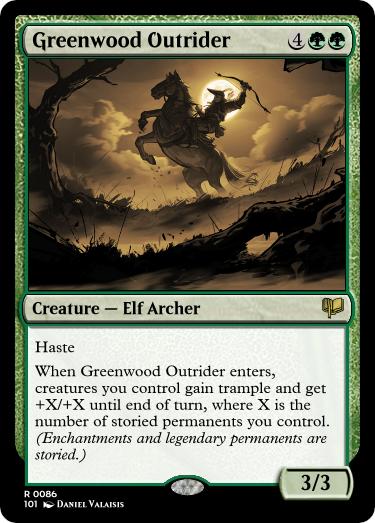 Greenwood Outrider 4
Creature — Elf Archer
Haste
When Greenwood Outrider enters,
creatures you control gain trample and get
+X/+X until end of turn, where X is the
number of storied permanents you control.
(Enchantments and legendary permanents are
storied.)
3/3
R 0086
101 Daniel Valaisis